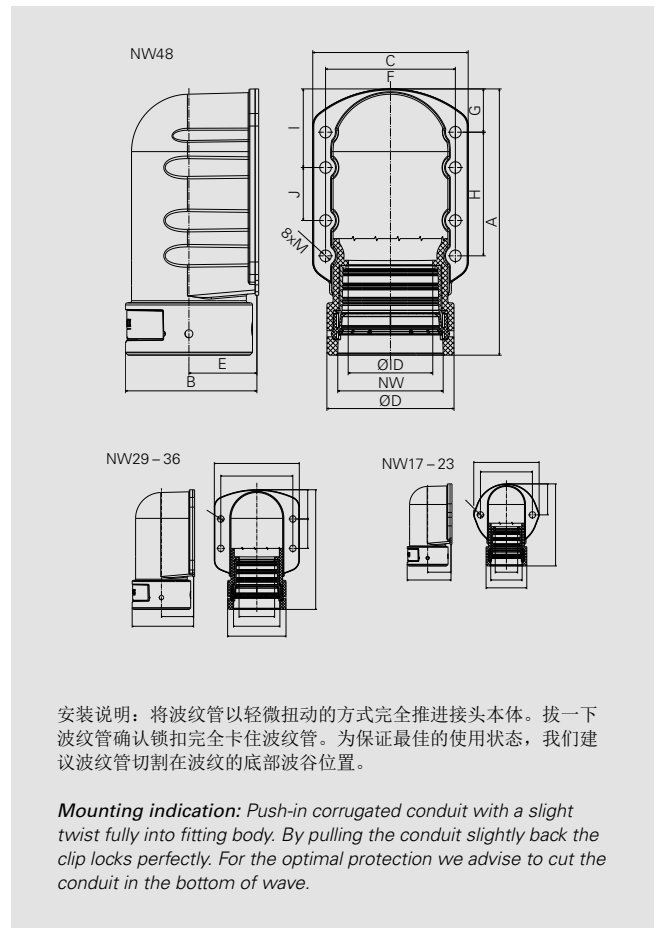 NW48
C
F
G
I
H
J
A
8xM
E
B
ØID
NW
ØD
NW29 – 36
NW17 – 23
安装说明：将波纹管以轻微扭动的方式完全推进接头本体。拔一下
波纹管确认锁扣完全卡住波纹管。为保证最佳的使用状态，我们建
议波纹管切割在波纹的底部波谷位置。
Mounting indication: Push-in corrugated conduit with a slight
twist fully into fitting body. By pulling the conduit slightly back the
clip locks perfectly. For the optimal protection we advise to cut the
conduit in the bottom of wave.